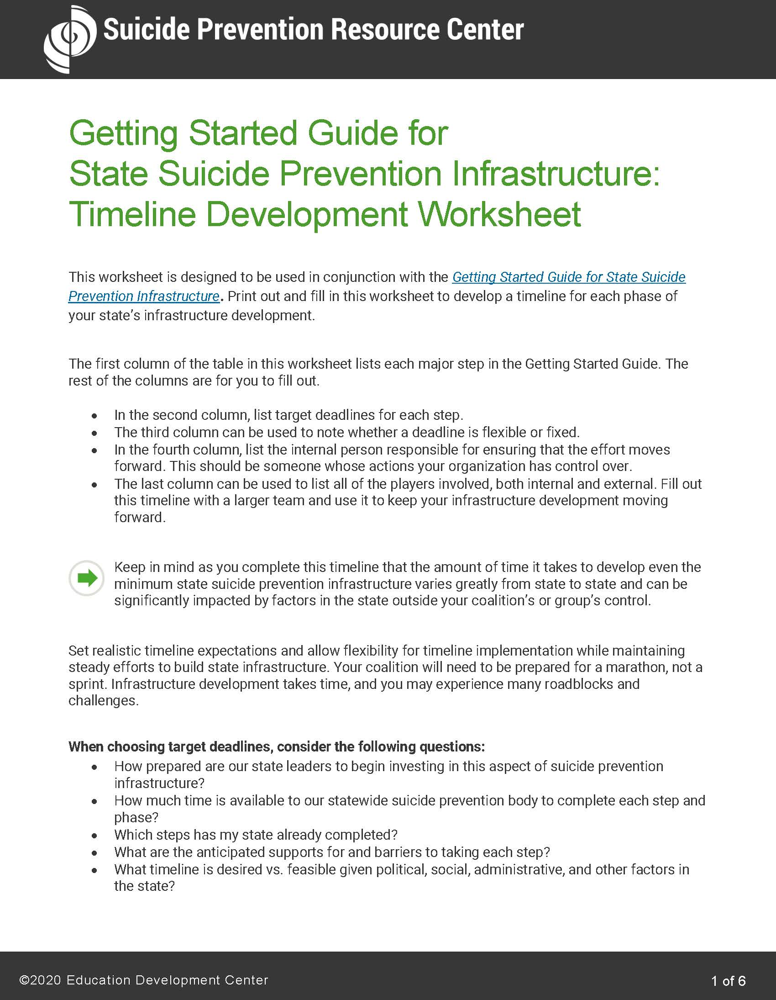 Suicide Prevention Resource Center
Getting Started Guide for
State Suicide Prevention Infrastructure:
Timeline Development Worksheet
This worksheet is designed to be used in conjunction with the Getting Started Guide for State Suicide
Prevention Infrastructure. Print out and fill in this worksheet to develop a timeline for each phase of
your state’s infrastructure development.
The first column of the table in this worksheet lists each major step in the Getting Started Guide. The
rest of the columns are for you to fill out.
• In the second column, list target deadlines for each step.
• The third column can be used to note whether a deadline is flexible or fixed.
• In the fourth column, list the internal person responsible for ensuring that the effort moves
forward. This should be someone whose actions your organization has control over.
• The last column can be used to list all of the players involved, both internal and external. Fill out
this timeline with a larger team and use it to keep your infrastructure development moving
forward.
Keep in mind as you complete this timeline that the amount of time it takes to develop even the
minimum state suicide prevention infrastructure varies greatly from state to state and can be
significantly impacted by factors in the state outside your coalition’s or group’s control.
Set realistic timeline expectations and allow flexibility for timeline implementation while maintaining
steady efforts to build state infrastructure. Your coalition will need to be prepared for a marathon, not a
sprint. Infrastructure development takes time, and you may experience many roadblocks and
challenges.
When choosing target deadlines, consider the following questions:
• How prepared are our state leaders to begin investing in this aspect of suicide prevention
infrastructure?
• How much time is available to our statewide suicide prevention body to complete each step and
phase?
• Which steps has my state already completed?
• What are the anticipated supports for and barriers to taking each step?
• What timeline is desired vs. feasible given political, social, administrative, and other factors in
the state?
©2020 Education Development Center
1 of 6